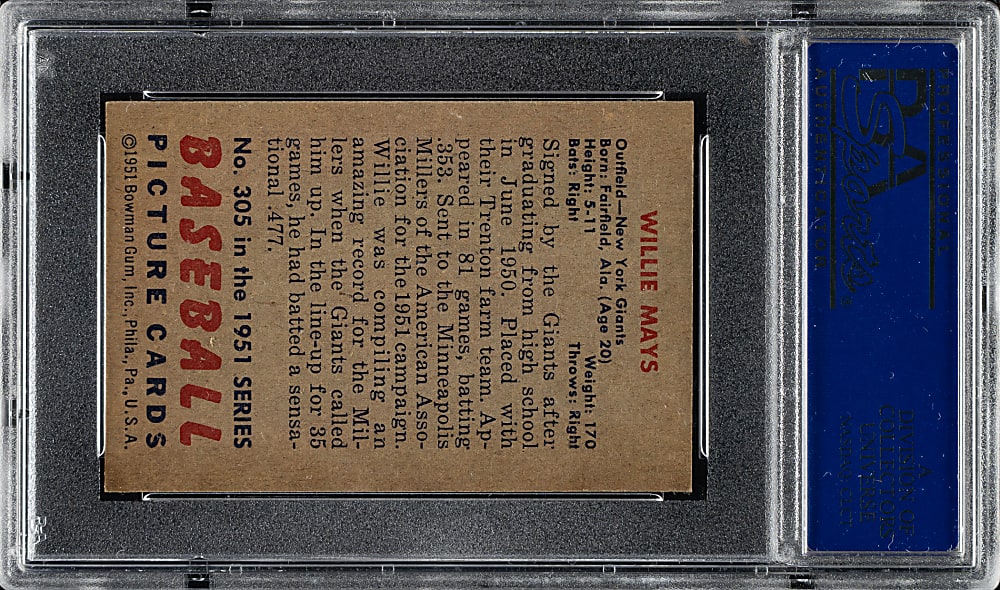 PSA
Sports
PROFESSIONAL
AUTHENTICATOR
A
DIVISION OF
COLLECTORS
UNIVERSE
NASDAQ: CLCT
WILLIE MAYS
Outfield—New York Giants
Born: Fairfield, Ala. (Age 20)
Height: 5-11 Weight: 170
Bats: Right Throws: Right
Signed by the Giants after
graduating from high school
in June 1950. Placed with
their Trenton farm team. Ap-
peared in 81 games, batting
.353. Sent to the Minneapolis
Millers of the American Asso-
ciation for the 1951 campaign.
Willie was compiling an
amazing record for the Mil-
lers when the Giants called
him up. In the line-up for 35
games, he had batted a sensa-
tional .477.
No. 305 in the 1951 SERIES
BASEBALL
PICTURE CARDS
©1951 Bowman Gum, Inc., Phila., Pa., U.S.A.